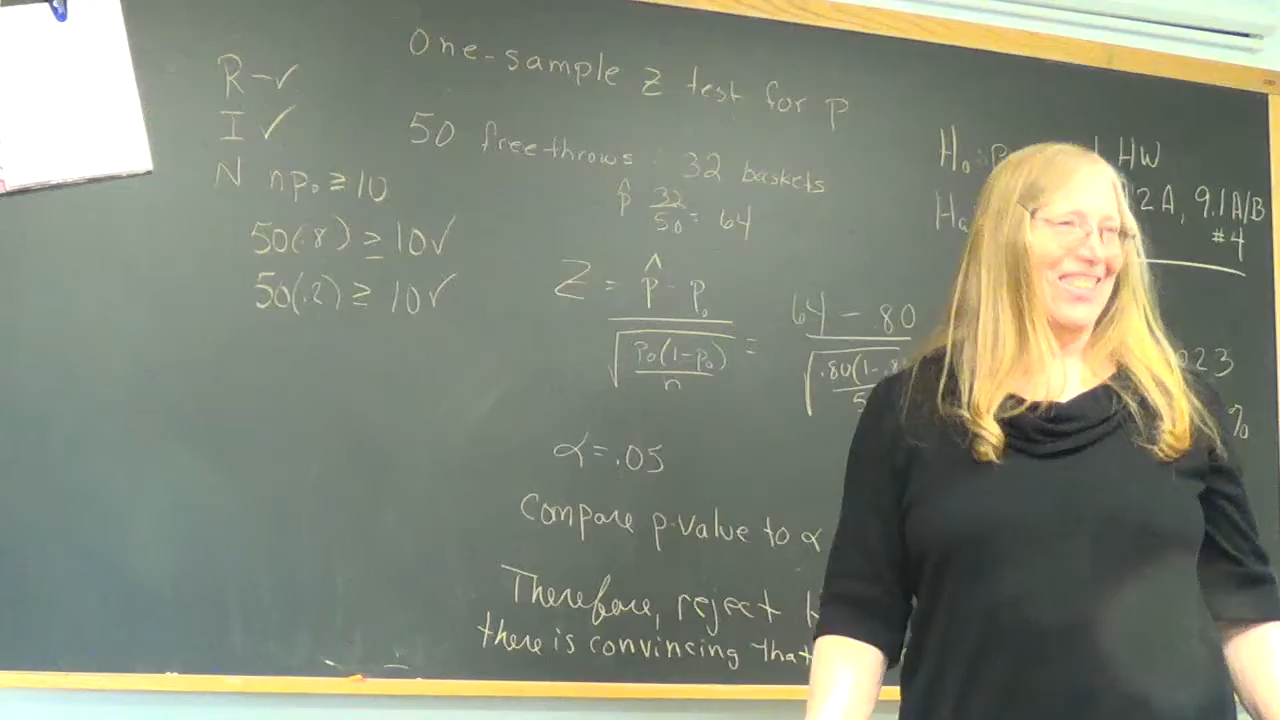 One-sample Z test for p
R - ✓
I ✓
N np₀ ≥ 10
50(.8) ≥ 10 ✓
50(.2) ≥ 10 ✓
50 free throws : 32 baskets
p̂ 32/50 = 64
Z = p̂ - p₀ / √(p₀(1-p₀)/n) = 64 - .80 / √(.80(1-.8
α = .05
Compare p-value to α
Therefore, reject
there is convincing that
H₀:
HW
Hₐ
2A, 9.1A/B
#4
023
%